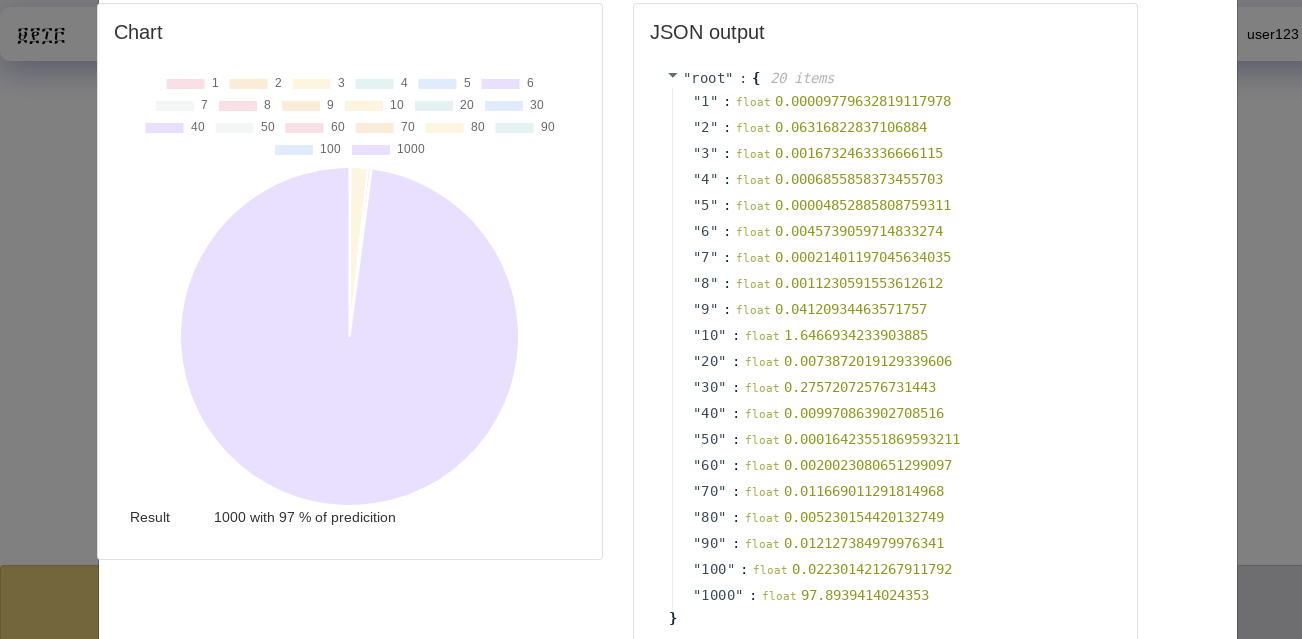 user123
Chart
1 2 3 4 5 6
7 8 9 10 20 30
40 50 60 70 80 90
100 1000
Result 1000 with 97 % of predicition
JSON output
"root" : { 20 items
"1" : float 0.00009779632819117978
"2" : float 0.06316822837106884
"3" : float 0.0016732463336666115
"4" : float 0.0006855858373455703
"5" : float 0.00004852885808759311
"6" : float 0.0045739059714833274
"7" : float 0.00021401197045634035
"8" : float 0.0011230591553612612
"9" : float 0.04120934463571757
"10" : float 1.6466934233903885
"20" : float 0.0073872019129339606
"30" : float 0.27572072576731443
"40" : float 0.009970863902708516
"50" : float 0.00016423551869593211
"60" : float 0.0020023080651299097
"70" : float 0.011669011291814968
"80" : float 0.005230154420132749
"90" : float 0.012127384979976341
"100" : float 0.022301421267911792
"1000" : float 97.8939414024353
}